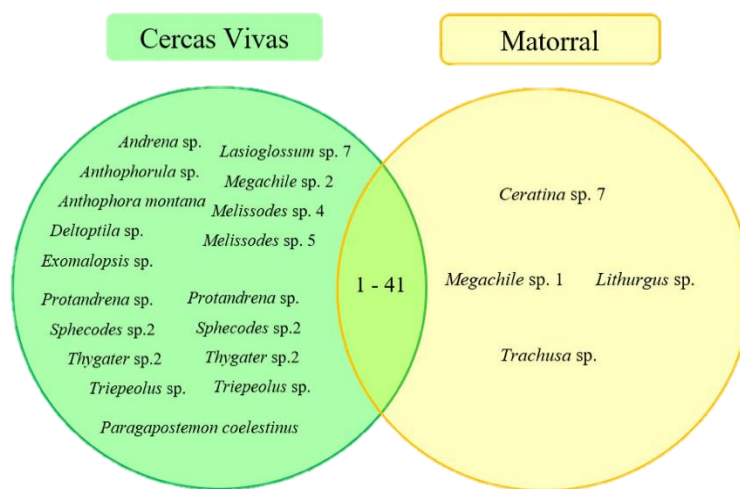 Cercas Vivas
Matorral
Andrena sp.
Anthophorula sp.
Anthophora montana
Deltoptila sp.
Exomalopsis sp.
Lasioglossum sp. 7
Megachile sp. 2
Melissodes sp. 4
Melissodes sp. 5
Protandrena sp.
Sphecodes sp.2
Thygater sp.2
Triepeolus sp.
Protandrena sp.
Sphecodes sp.2
Thygater sp.2
Triepeolus sp.
Paragapostemon coelestinus
1 - 41
Ceratina sp. 7
Megachile sp. 1
Lithurgus sp.
Trachusa sp.